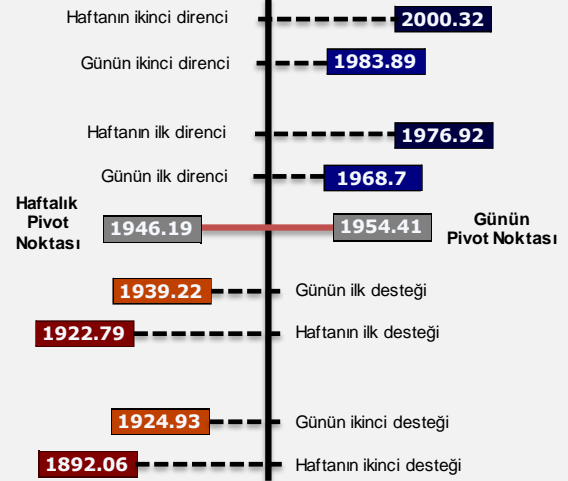 Haftanın ikinci direnci 2000.32
Günün ikinci direnci 1983.89
Haftanın ilk direnci 1976.92
Günün ilk direnci 1968.7
Haftalık
Pivot
Noktası
1946.19
1954.41
Günün
Pivot Noktası
1939.22 Günün ilk desteği
1922.79 Haftanın ilk desteği
1924.93 Günün ikinci desteği
1892.06 Haftanın ikinci desteği